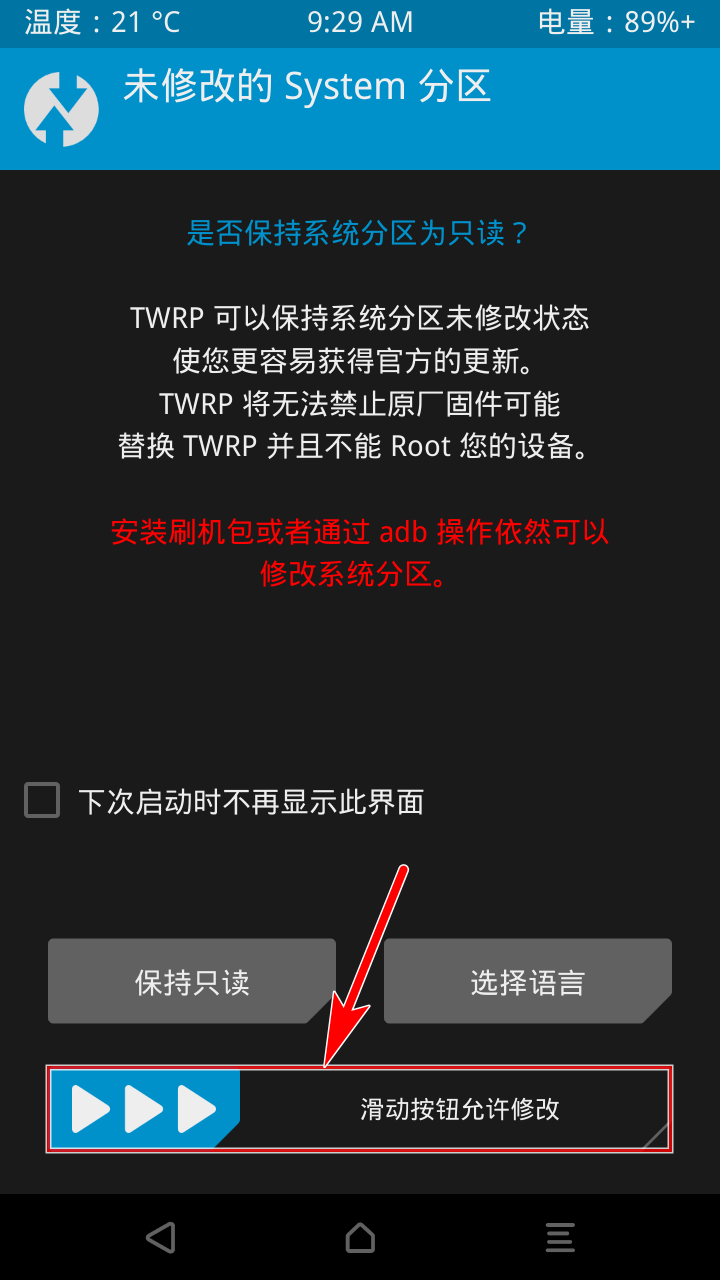 温度：21 °C 9:29 AM 电量：89%+
未修改的 System 分区
是否保持系统分区为只读？
TWRP 可以保持系统分区未修改状态
使您更容易获得官方的更新。
TWRP 将无法禁止原厂固件可能
替换 TWRP 并且不能 Root 您的设备。
安装刷机包或者通过 adb 操作依然可以
修改系统分区。
下次启动时不再显示此界面
保持只读 选择语言
滑动按钮允许修改